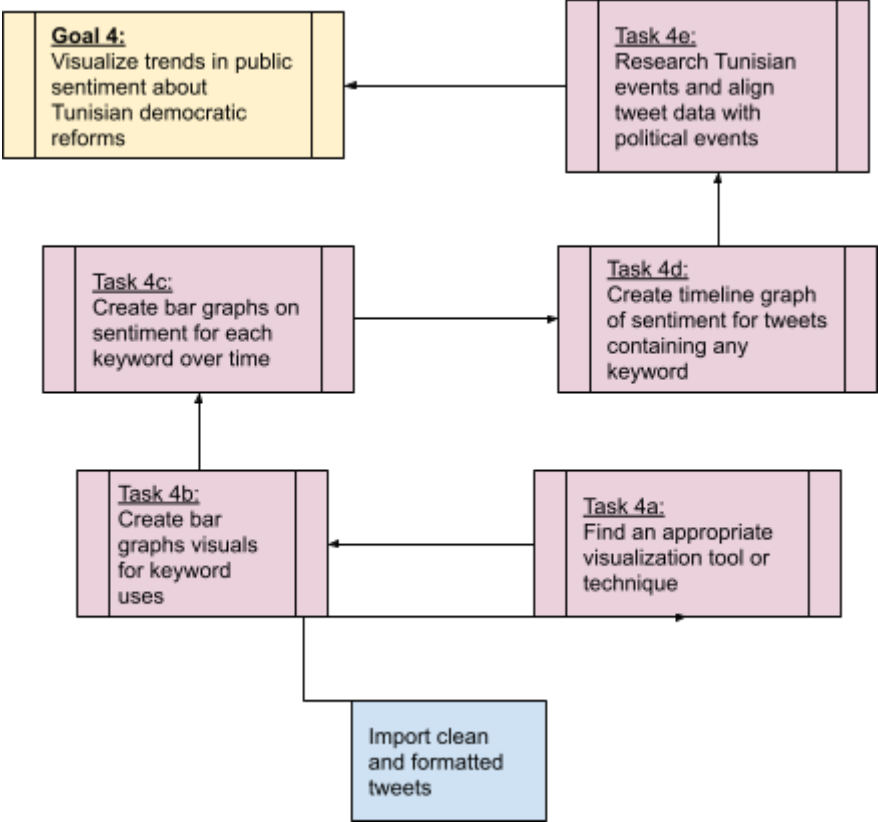 Goal 4:
Visualize trends in public
sentiment about
Tunisian democratic
reforms
Task 4e:
Research Tunisian
events and align
tweet data with
political events
Task 4c:
Create bar graphs on
sentiment for each
keyword over time
Task 4d:
Create timeline graph
of sentiment for tweets
containing any
keyword
Task 4b:
Create bar
graphs visuals
for keyword
uses
Task 4a:
Find an appropriate
visualization tool or
technique
Import clean
and formatted
tweets